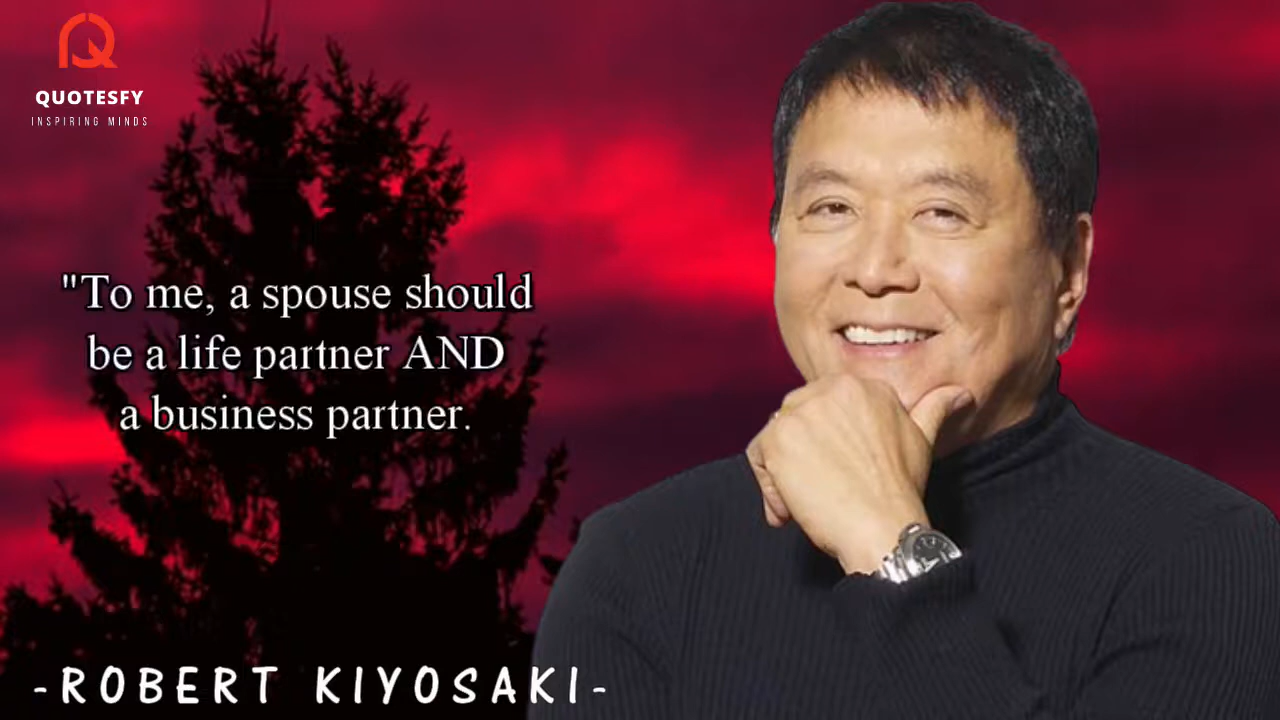 QUOTESFY
INSPIRING MINDS
"To me, a spouse should
be a life partner AND
a business partner.
-ROBERT KIYOSAKI-